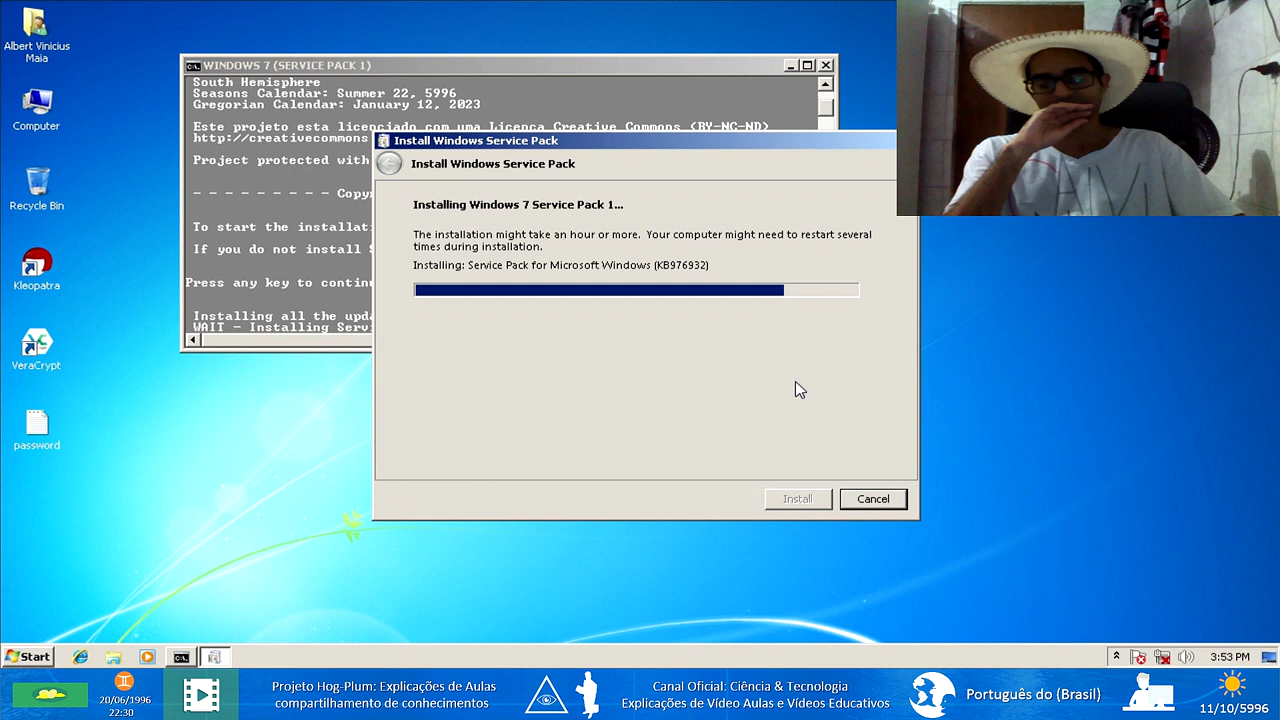 Albert Vinicius
Maia
Computer
Recycle Bin
Kleopatra
VeraCrypt
password
WINDOWS 7 (SERVICE PACK 1)
South Hemisphere
Seasons Calendar: Summer 22, 5996
Gregorian Calendar: January 12, 2023
Este projeto esta licenciado com uma Licenca Creative Commons (BY-NC-ND)
http://creativecommons
Project protected with
- - - - - - - - - Copy
To start the installat
If you do not install
Press any key to continu
Installing all the upd
WAIT - Installing Serv
Install Windows Service Pack
Install Windows Service Pack
Installing Windows 7 Service Pack 1...
The installation might take an hour or more. Your computer might need to restart several
times during installation.
Installing: Service Pack for Microsoft Windows (KB976932)
Install
Cancel
Start
3:53 PM
20/06/1996
22:30
Projeto Hog-Plum: Explicações de Aulas
compartilhamento de conhecimentos
Canal Oficial: Ciência & Tecnologia
Explicações de Vídeo Aulas e Vídeos Educativos
Português do (Brasil)
11/10/5996